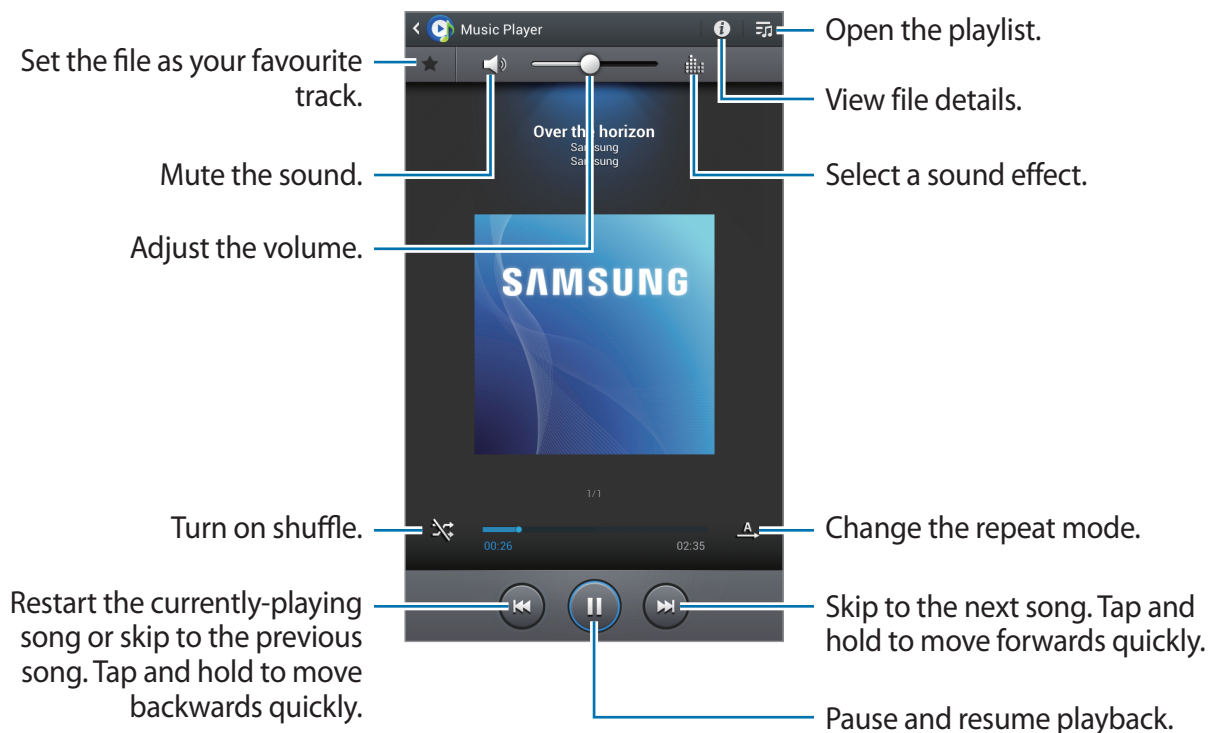 Music Player
Open the playlist.
Set the file as your favourite
track.
View file details.
Over the horizon
Samsung
Samsung
Mute the sound.
Select a sound effect.
Adjust the volume.
SAMSUNG
1/1
Turn on shuffle.
A
Change the repeat mode.
00:26
02:35
Restart the currently-playing
song or skip to the previous
song. Tap and hold to move
backwards quickly.
Skip to the next song. Tap and
hold to move forwards quickly.
Pause and resume playback.